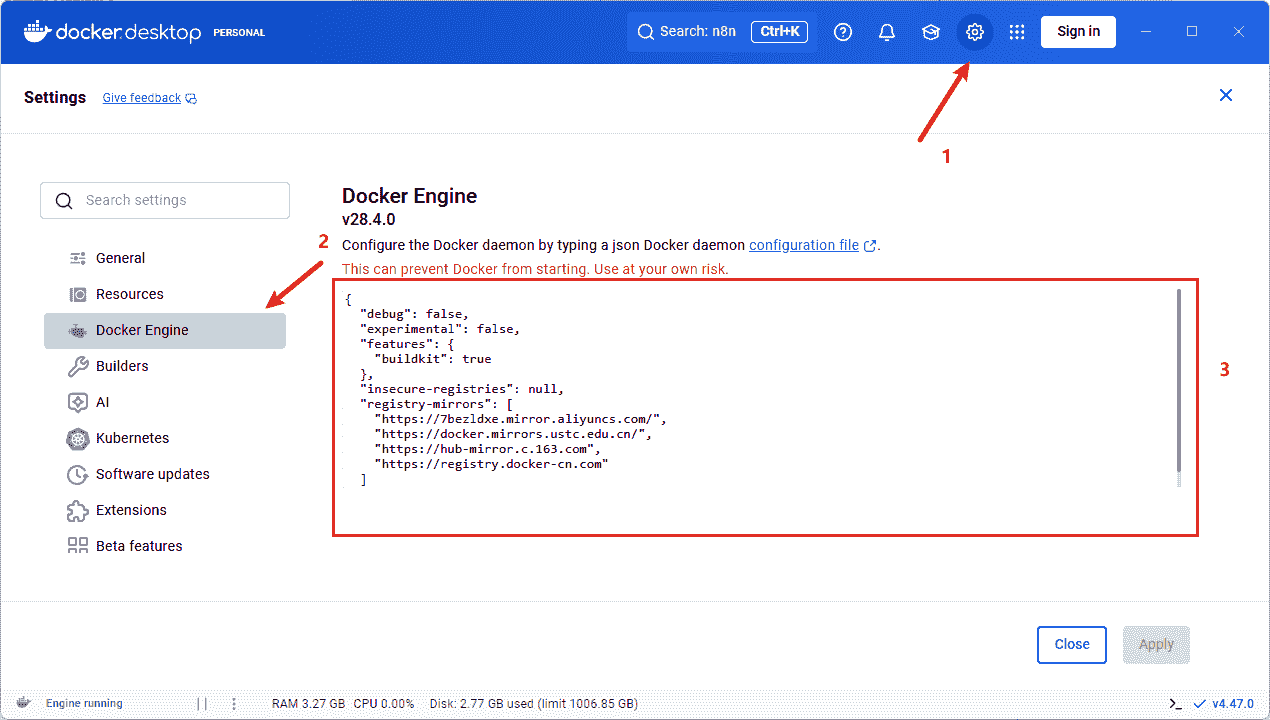 docker.desktop PERSONAL
Search: n8n Ctrl+K
Sign in
Settings Give feedback
1
Search settings
General
Resources
Docker Engine
Builders
AI
Kubernetes
Software updates
Extensions
Beta features
2
Docker Engine
v28.4.0
Configure the Docker daemon by typing a json Docker daemon configuration file .
This can prevent Docker from starting. Use at your own risk.
{
  "debug": false,
  "experimental": false,
  "features": {
    "buildkit": true
  },
  "insecure-registries": null,
  "registry-mirrors": [
    "https://7bezldxe.mirror.aliyuncs.com/",
    "https://docker.mirrors.ustc.edu.cn/",
    "https://hub-mirror.c.163.com",
    "https://registry.docker-cn.com"
  ]
3
Close Apply
Engine running RAM 3.27 GB CPU 0.00% Disk: 2.77 GB used (limit 1006.85 GB) >_ v4.47.0